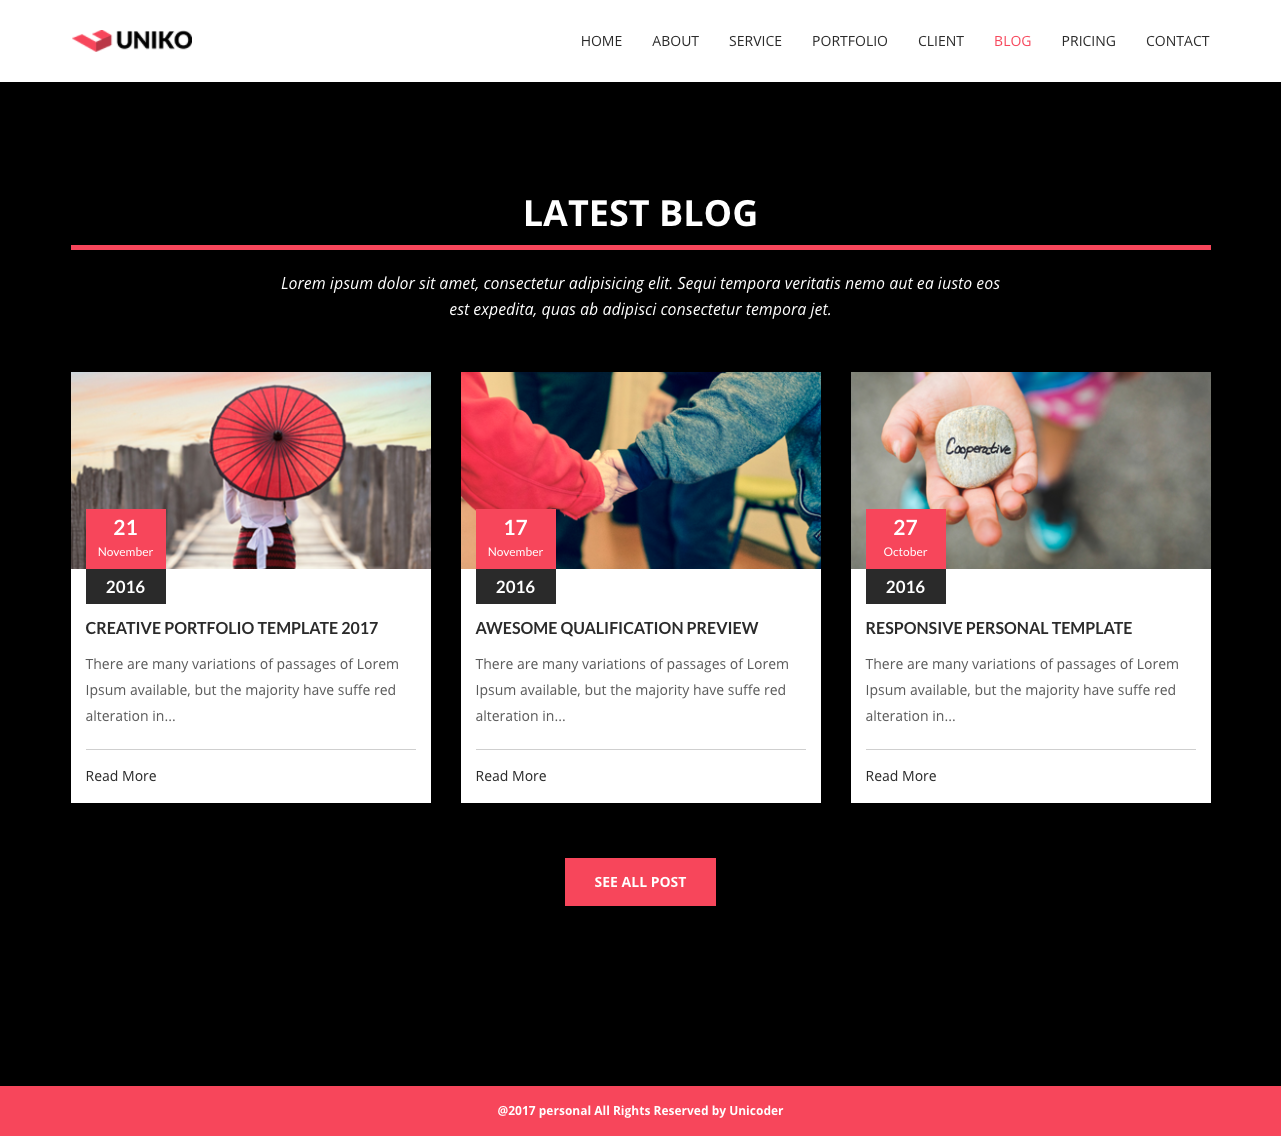 UNIKO
HOME ABOUT SERVICE PORTFOLIO CLIENT BLOG PRICING CONTACT
LATEST BLOG
Lorem ipsum dolor sit amet, consectetur adipisicing elit. Sequi tempora veritatis nemo aut ea iusto eos
est expedita, quas ab adipisci consectetur tempora jet.
21
November
2016
CREATIVE PORTFOLIO TEMPLATE 2017
There are many variations of passages of Lorem
Ipsum available, but the majority have suffe red
alteration in...
Read More
17
November
2016
AWESOME QUALIFICATION PREVIEW
There are many variations of passages of Lorem
Ipsum available, but the majority have suffe red
alteration in...
Read More
Cooperative
27
October
2016
RESPONSIVE PERSONAL TEMPLATE
There are many variations of passages of Lorem
Ipsum available, but the majority have suffe red
alteration in...
Read More
SEE ALL POST
@2017 personal All Rights Reserved by Unicoder